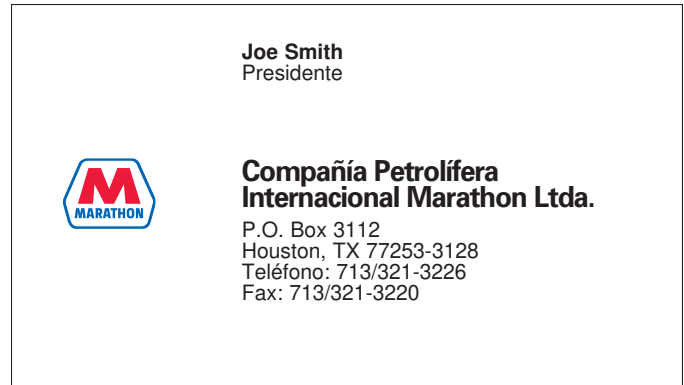 Joe Smith
Presidente
M
MARATHON
Compañía Petrolífera
Internacional Marathon Ltda.
P.O. Box 3112
Houston, TX 77253-3128
Teléfono: 713/321-3226
Fax: 713/321-3220